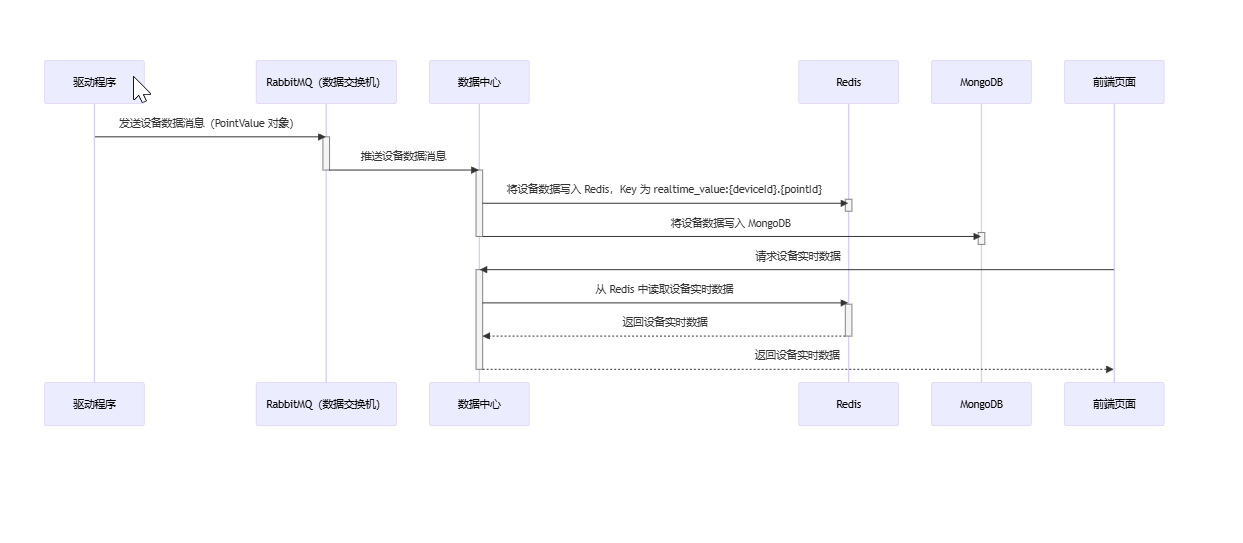 驱动程序
RabbitMQ（数据交换机）
数据中心
Redis
MongoDB
前端页面
发送设备数据消息（PointValue 对象）
推送设备数据消息
将设备数据写入 Redis，Key 为 realtime_value:{deviceId}.{pointId}
将设备数据写入 MongoDB
请求设备实时数据
从 Redis 中读取设备实时数据
返回设备实时数据
返回设备实时数据
驱动程序
RabbitMQ（数据交换机）
数据中心
Redis
MongoDB
前端页面